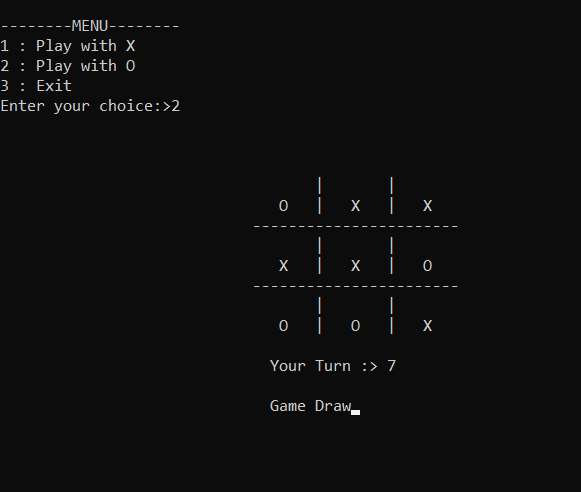 --------MENU--------
1 : Play with X
2 : Play with O
3 : Exit
Enter your choice:>2
| |
O | X | X
-----------------------
| |
X | X | O
-----------------------
| |
O | O | X
Your Turn :> 7
Game Draw